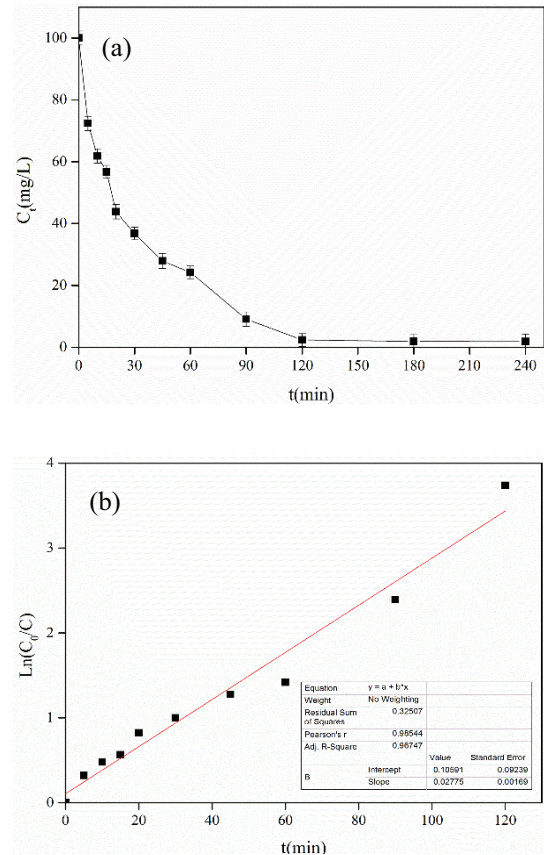 (a)
100
80
60
40
20
0
Ct(mg/L)
0 30 60 90 120 150 180 210 240
t(min)
(b)
4
3
2
1
0
Ln(C0/C)
Equation y = a + b*x
Weight No Weighting
Residual Sum of Squares 0.32507
Pearson's r 0.98544
Adj. R-Square 0.96747
Value Standard Error
B Intercept 0.10591 0.09239
Slope 0.02775 0.00169
0 20 40 60 80 100 120
t(min)